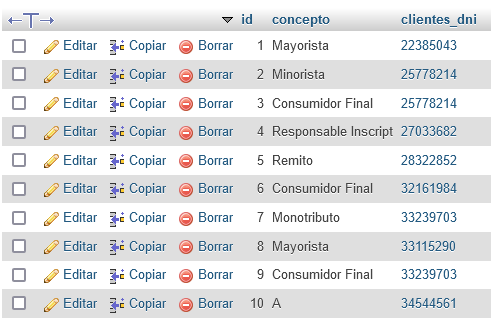 id concepto clientes_dni
Editar Copiar Borrar 1 Mayorista 22385043
Editar Copiar Borrar 2 Minorista 25778214
Editar Copiar Borrar 3 Consumidor Final 25778214
Editar Copiar Borrar 4 Responsable Inscript 27033682
Editar Copiar Borrar 5 Remito 28322852
Editar Copiar Borrar 6 Consumidor Final 32161984
Editar Copiar Borrar 7 Monotributo 33239703
Editar Copiar Borrar 8 Mayorista 33115290
Editar Copiar Borrar 9 Consumidor Final 33239703
Editar Copiar Borrar 10 A 34544561